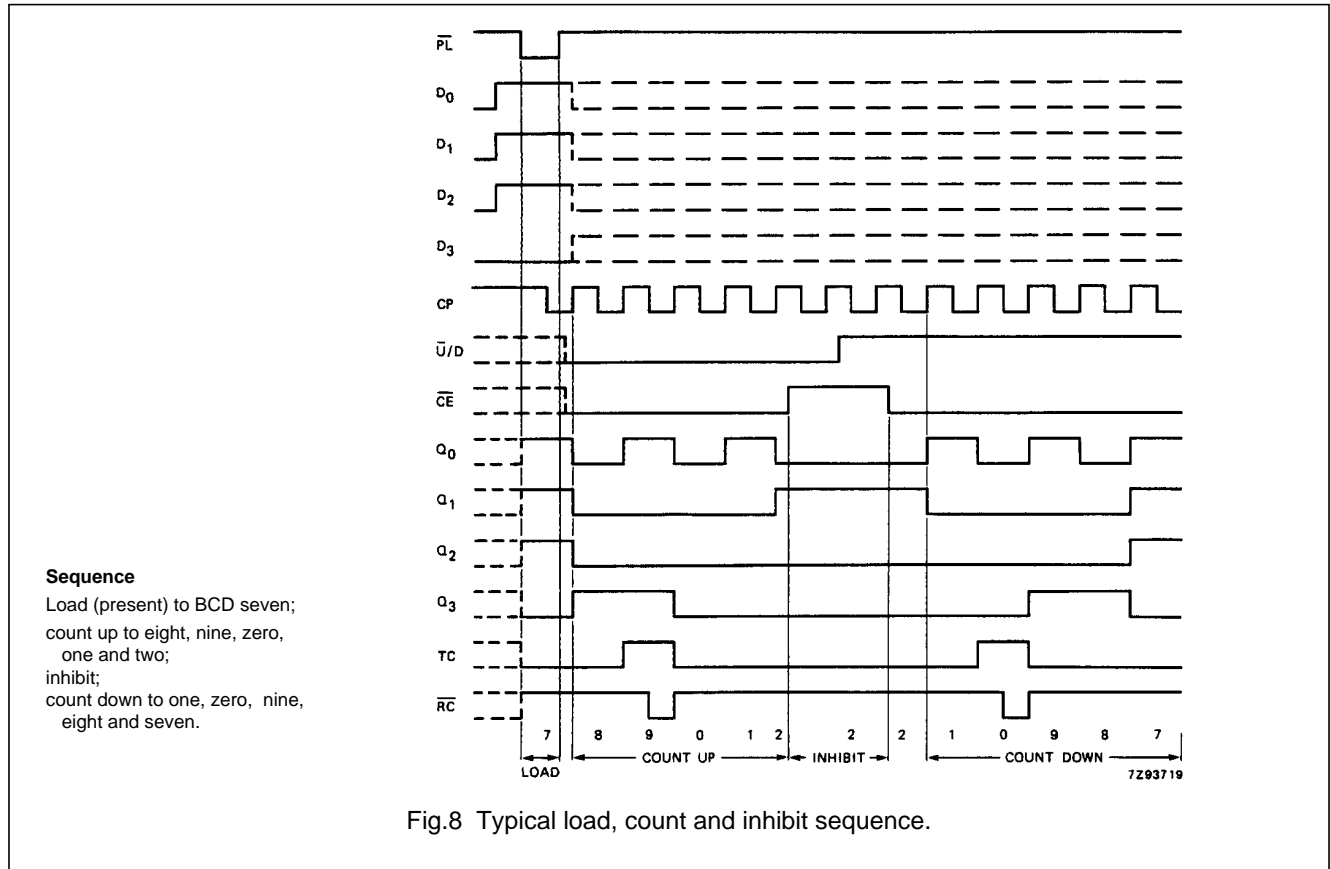 PL
D0
D1
D2
D3
CP
U/D
CE
Q0
Q1
Q2
Q3
TC
RC
7 8 9 0 1 2 2 2 1 0 9 8 7
LOAD COUNT UP INHIBIT COUNT DOWN
7Z93719
Sequence
Load (present) to BCD seven;
count up to eight, nine, zero,
one and two;
inhibit;
count down to one, zero, nine,
eight and seven.
Fig.8 Typical load, count and inhibit sequence.